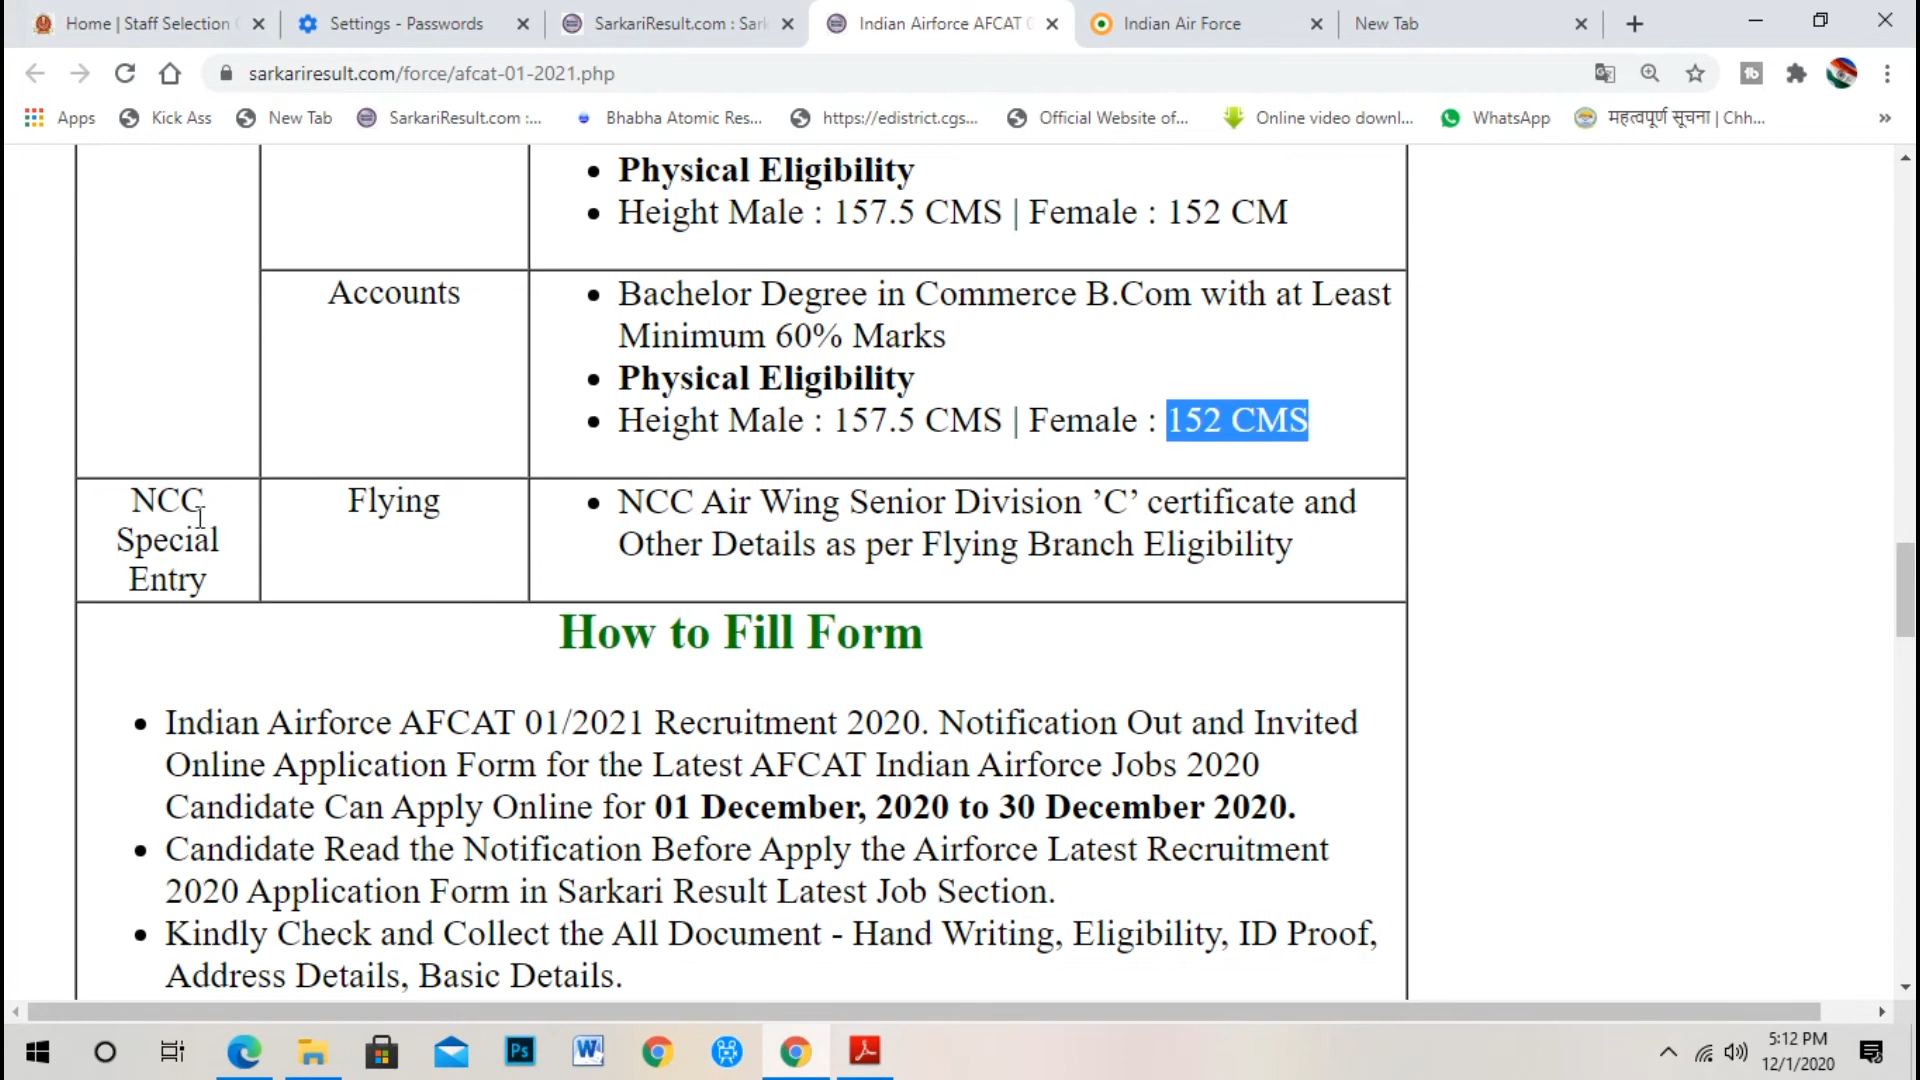 Home | Staff Selection C
Settings - Passwords
SarkariResult.com : Sark
Indian Airforce AFCAT 0
Indian Air Force
New Tab
sarkariresult.com/force/afcat-01-2021.php
Apps
Kick Ass
New Tab
SarkariResult.com :...
Bhabha Atomic Res...
https://edistrict.cgs...
Official Website of...
Online video downl...
WhatsApp
महत्वपूर्ण सूचना | Chh...
»
Physical Eligibility
Height Male : 157.5 CMS | Female : 152 CM
Accounts
Bachelor Degree in Commerce B.Com with at Least
Minimum 60% Marks
Physical Eligibility
Height Male : 157.5 CMS | Female : 152 CMS
NCC
Special
Entry
Flying
NCC Air Wing Senior Division ’C’ certificate and
Other Details as per Flying Branch Eligibility
How to Fill Form
Indian Airforce AFCAT 01/2021 Recruitment 2020. Notification Out and Invited
Online Application Form for the Latest AFCAT Indian Airforce Jobs 2020
Candidate Can Apply Online for 01 December, 2020 to 30 December 2020.
Candidate Read the Notification Before Apply the Airforce Latest Recruitment
2020 Application Form in Sarkari Result Latest Job Section.
Kindly Check and Collect the All Document - Hand Writing, Eligibility, ID Proof,
Address Details, Basic Details.
Ps
W
5:12 PM
12/1/2020